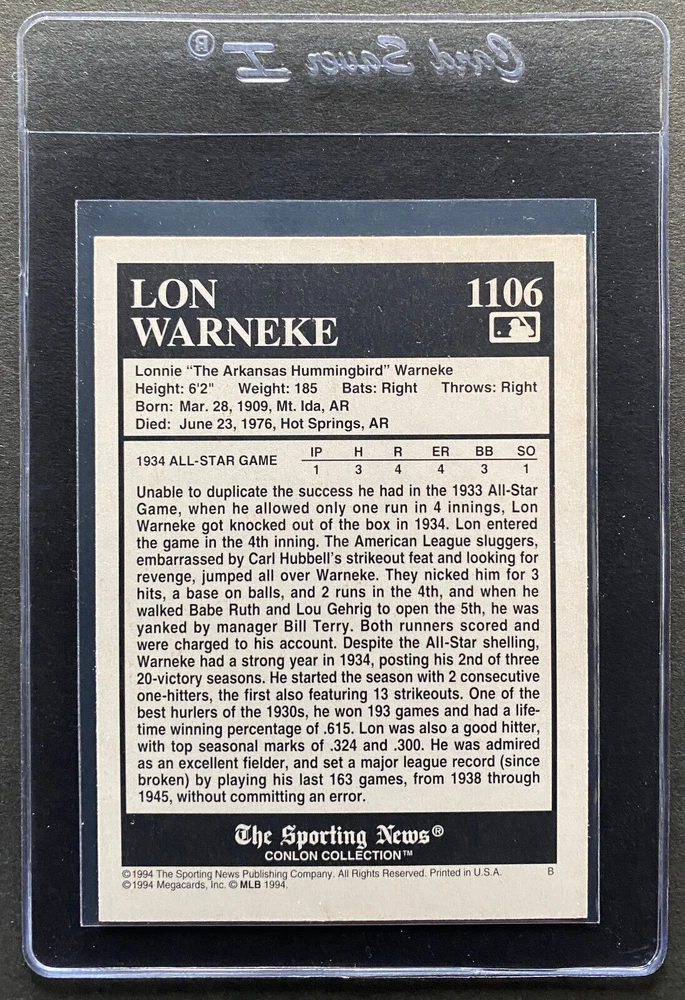 Card Saver I ®
LON 1106
WARNEKE
Lonnie “The Arkansas Hummingbird” Warneke
Height: 6'2" Weight: 185 Bats: Right Throws: Right
Born: Mar. 28, 1909, Mt. Ida, AR
Died: June 23, 1976, Hot Springs, AR
IP H R ER BB SO
1934 ALL-STAR GAME 1 3 4 4 3 1
Unable to duplicate the success he had in the 1933 All-Star
Game, when he allowed only one run in 4 innings, Lon
Warneke got knocked out of the box in 1934. Lon entered
the game in the 4th inning. The American League sluggers,
embarrassed by Carl Hubbell's strikeout feat and looking for
revenge, jumped all over Warneke. They nicked him for 3
hits, a base on balls, and 2 runs in the 4th, and when he
walked Babe Ruth and Lou Gehrig to open the 5th, he was
yanked by manager Bill Terry. Both runners scored and
were charged to his account. Despite the All-Star shelling,
Warneke had a strong year in 1934, posting his 2nd of three
20-victory seasons. He started the season with 2 consecutive
one-hitters, the first also featuring 13 strikeouts. One of the
best hurlers of the 1930s, he won 193 games and had a life-
time winning percentage of .615. Lon was also a good hitter,
with top seasonal marks of .324 and .300. He was admired
as an excellent fielder, and set a major league record (since
broken) by playing his last 163 games, from 1938 through
1945, without committing an error.
The Sporting News®
CONLON COLLECTION™
©1994 The Sporting News Publishing Company. All Rights Reserved. Printed in U.S.A. B
©1994 Megacards, Inc. © MLB 1994.